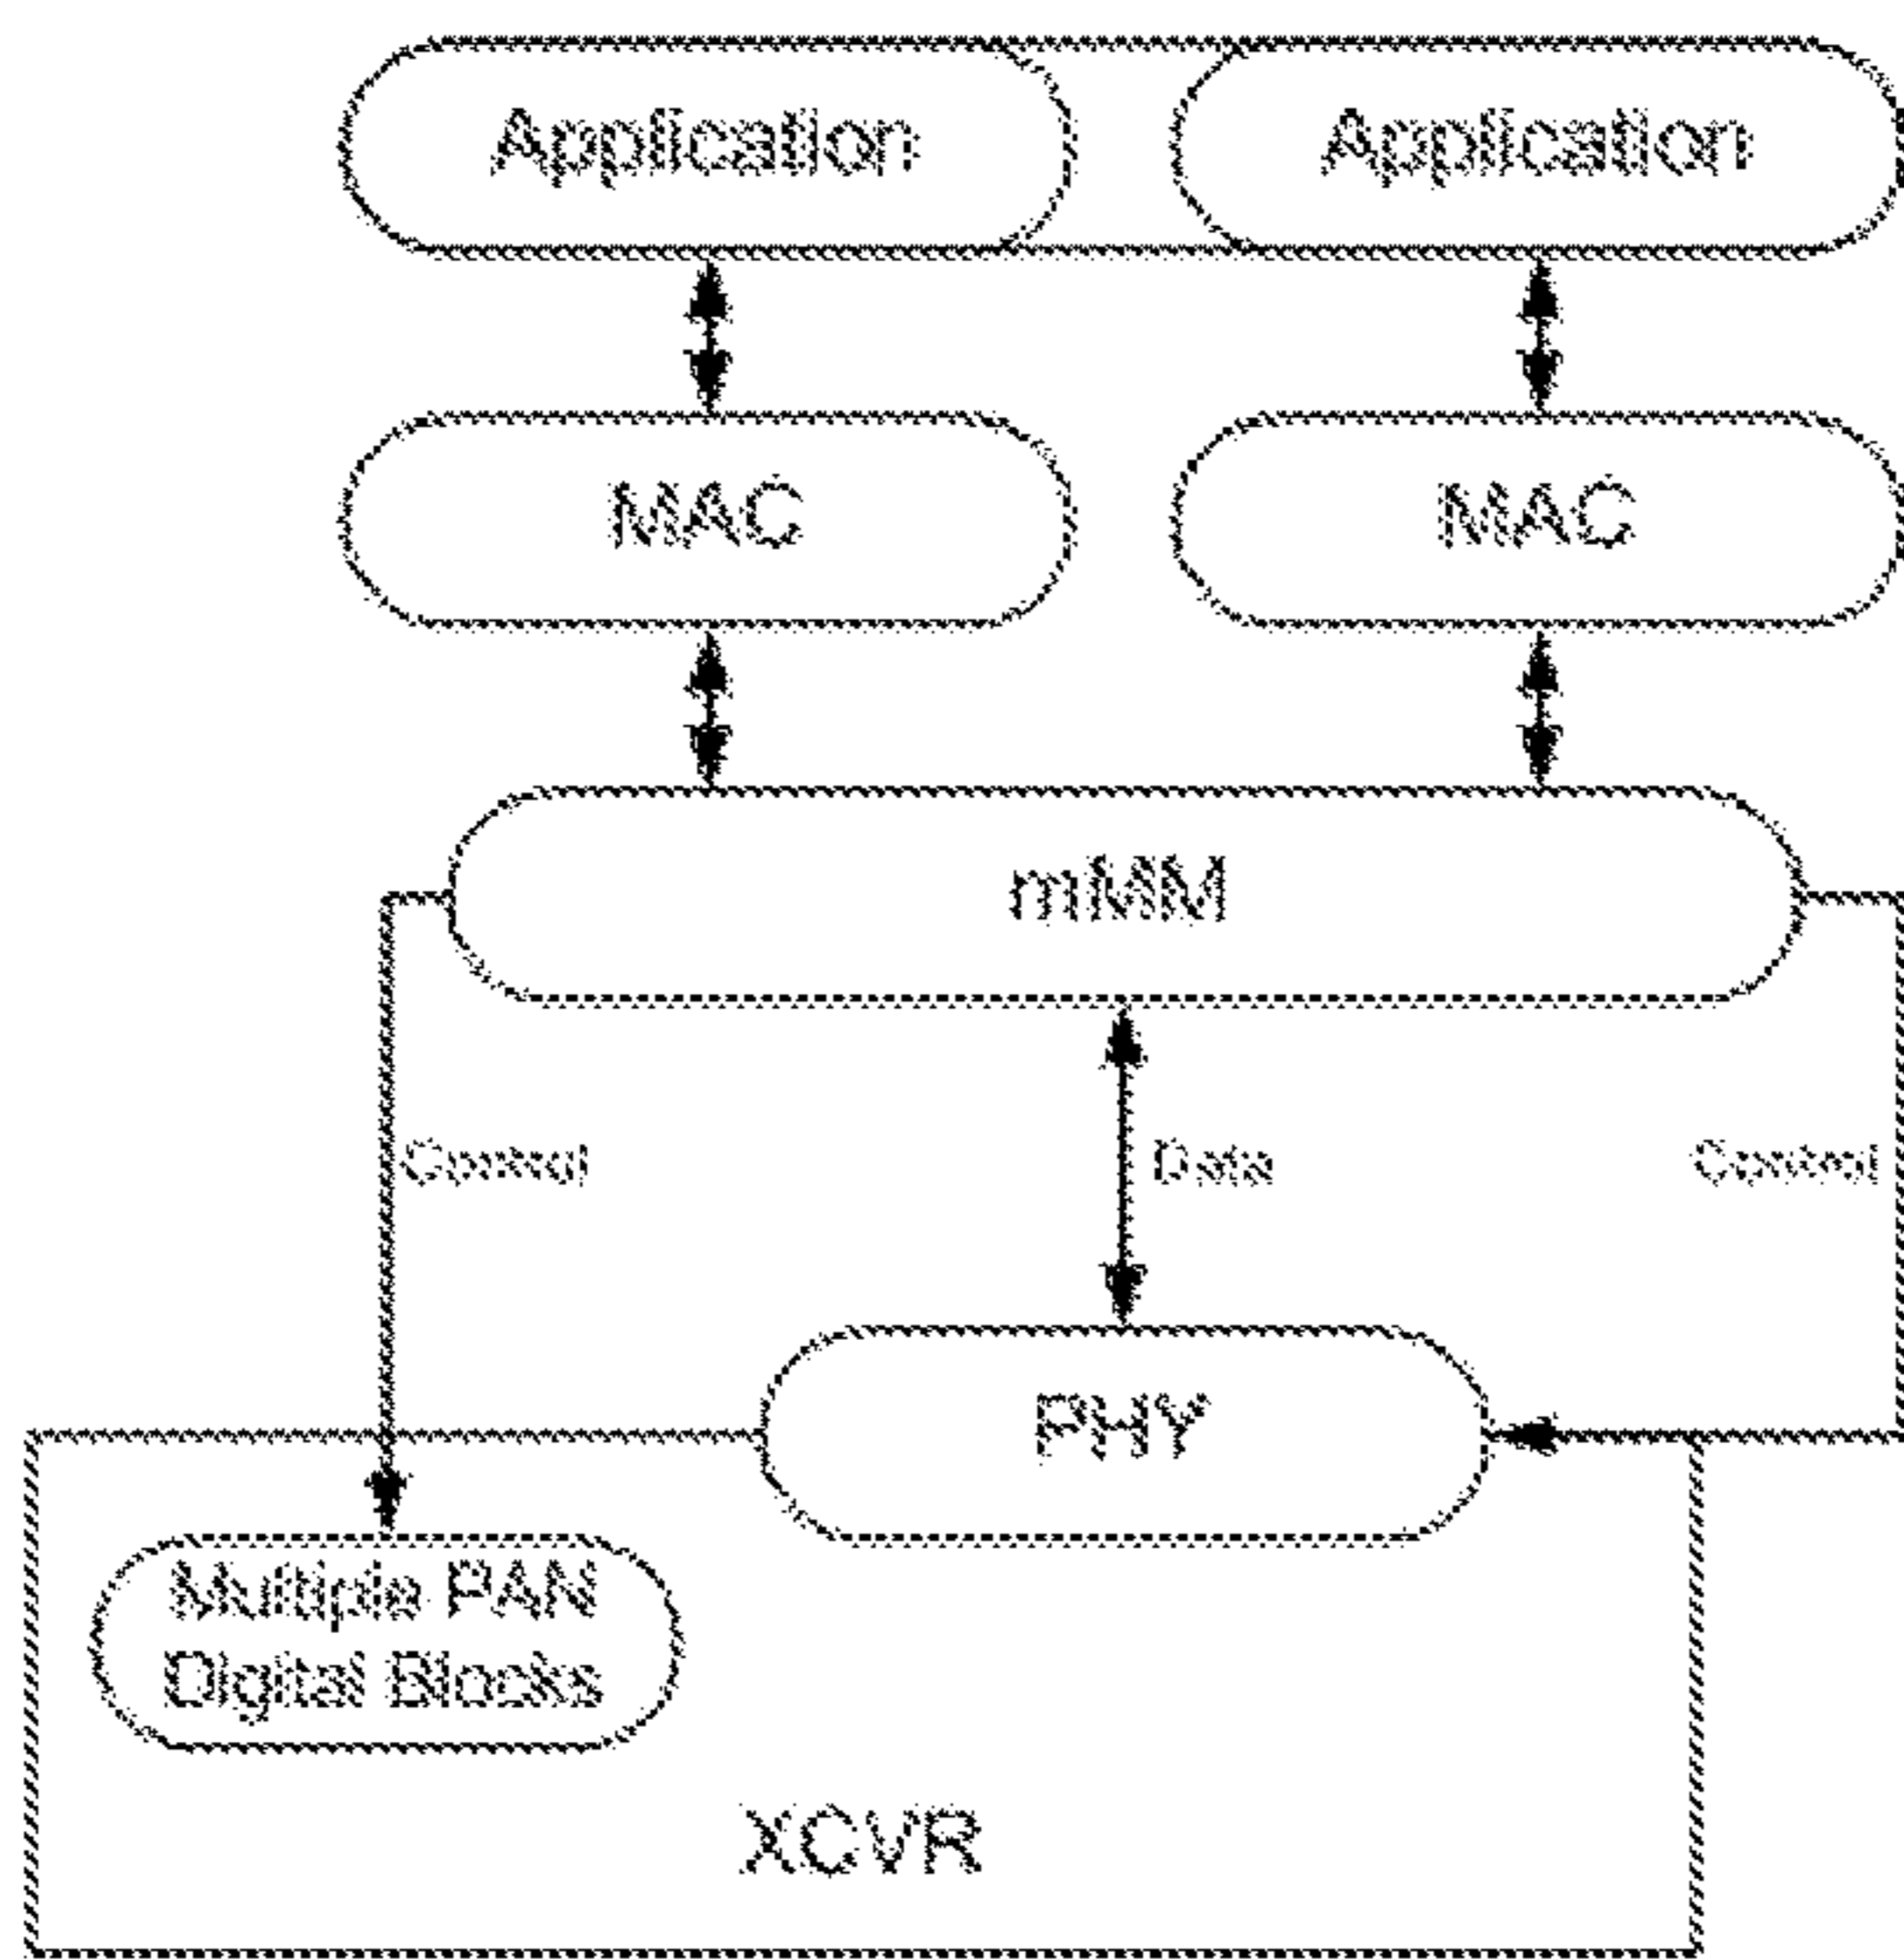 Application
Application
MAC
MAC
mMM
Control
Data
Control
PHY
Multiple PAN
Digital Blocks
XCVR